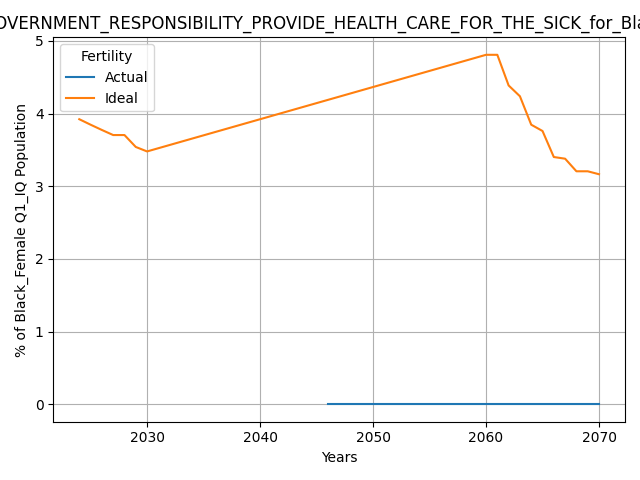 OVERNMENT_RESPONSIBILITY_PROVIDE_HEALTH_CARE_FOR_THE_SICK_for_Bla
Fertility
Actual
Ideal
% of Black_Female Q1_IQ Population
5
4
3
2
1
0
2030 2040 2050 2060 2070
Years